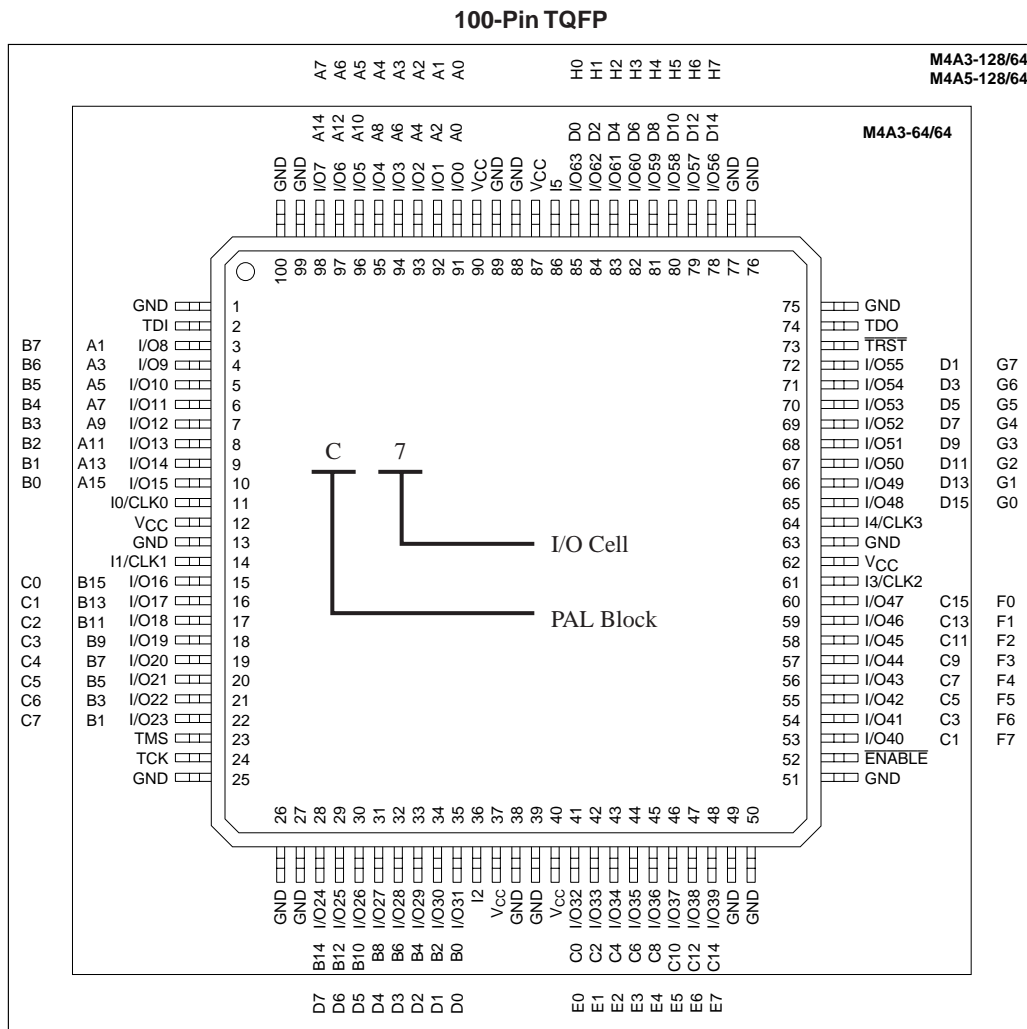 100-Pin TQFP
M4A3-128/64
M4A5-128/64
A7 A6 A5 A4 A3 A2 A1 A0 H0 H1 H2 H3 H4 H5 H6 H7
M4A3-64/64
A14 A12 A10 A8 A6 A4 A2 A0 D0 D2 D4 D6 D8 D10 D12 D14
GND GND I/O7 I/O6 I/O5 I/O4 I/O3 I/O2 I/O1 I/O0 VCC GND GND VCC I5 I/O63 I/O62 I/O61 I/O60 I/O59 I/O58 I/O57 I/O56 GND GND
100 99 98 97 96 95 94 93 92 91 90 89 88 87 86 85 84 83 82 81 80 79 78 77 76
GND 1 75 GND
TDI 2 74 TDO
B7 A1 I/O8 3 73 TRST
B6 A3 I/O9 4 72 I/O55 D1 G7
B5 A5 I/O10 5 71 I/O54 D3 G6
B4 A7 I/O11 6 70 I/O53 D5 G5
B3 A9 I/O12 7 69 I/O52 D7 G4
B2 A11 I/O13 8 68 I/O51 D9 G3
B1 A13 I/O14 9 67 I/O50 D11 G2
B0 A15 I/O15 10 66 I/O49 D13 G1
I0/CLK0 11 65 I/O48 D15 G0
VCC 12 64 I4/CLK3
GND 13 63 GND
I1/CLK1 14 62 VCC
C0 B15 I/O16 15 61 I3/CLK2
C1 B13 I/O17 16 60 I/O47 C15 F0
C2 B11 I/O18 17 59 I/O46 C13 F1
C3 B9 I/O19 18 58 I/O45 C11 F2
C4 B7 I/O20 19 57 I/O44 C9 F3
C5 B5 I/O21 20 56 I/O43 C7 F4
C6 B3 I/O22 21 55 I/O42 C5 F5
C7 B1 I/O23 22 54 I/O41 C3 F6
TMS 23 53 I/O40 C1 F7
TCK 24 52 ENABLE
GND 25 51 GND
C 7
I/O Cell
PAL Block
26 27 28 29 30 31 32 33 34 35 36 37 38 39 40 41 42 43 44 45 46 47 48 49 50
GND GND I/O24 I/O25 I/O26 I/O27 I/O28 I/O29 I/O30 I/O31 I2 VCC GND GND VCC I/O32 I/O33 I/O34 I/O35 I/O36 I/O37 I/O38 I/O39 GND GND
B14 B12 B10 B8 B6 B4 B2 B0 C0 C2 C4 C6 C8 C10 C12 C14
D7 D6 D5 D4 D3 D2 D1 D0 E0 E1 E2 E3 E4 E5 E6 E7